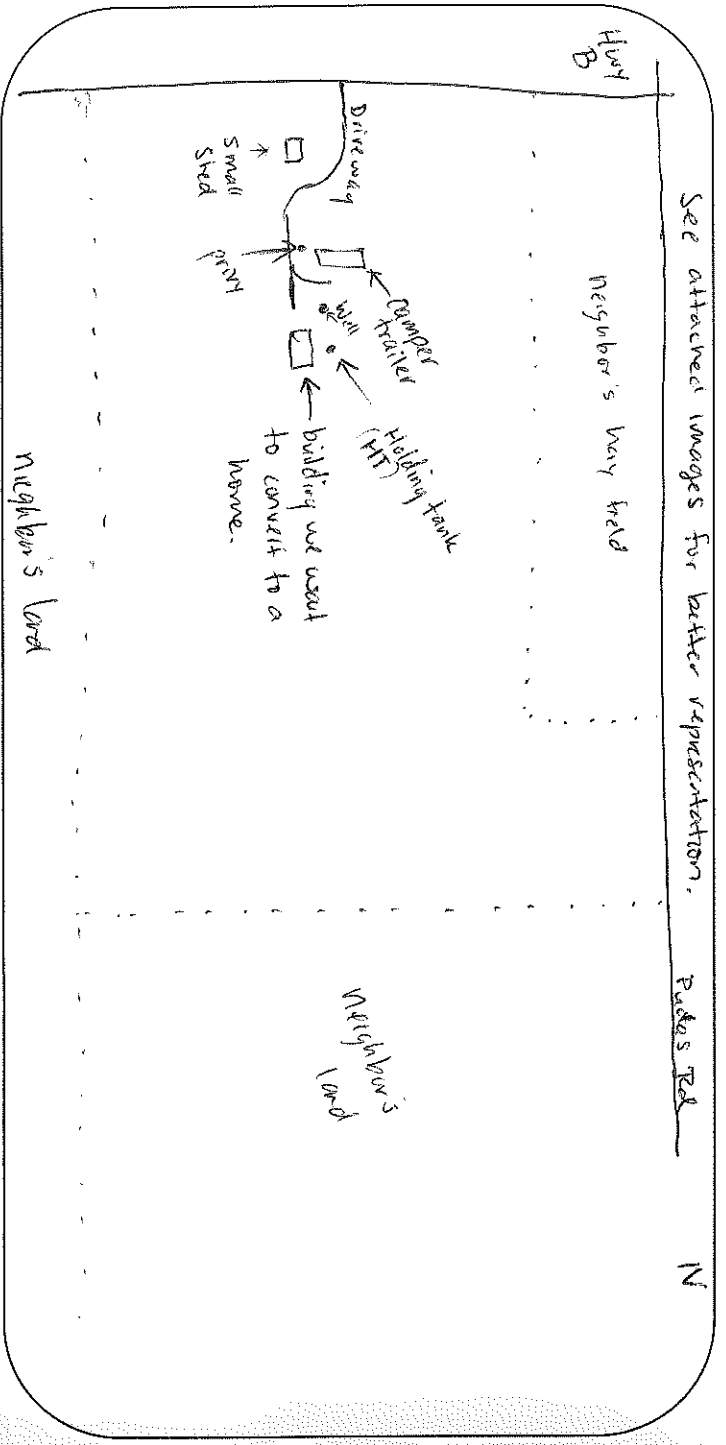 See attached images for better representation.
Pudas Rd
N
Hwy
B
neighbor's hay field
Driveway
camper
trailer
Holding tank
(HT)
well
building we want
to convert to a
home.
privy
small
shed
neighbor's
land
neighbor's land